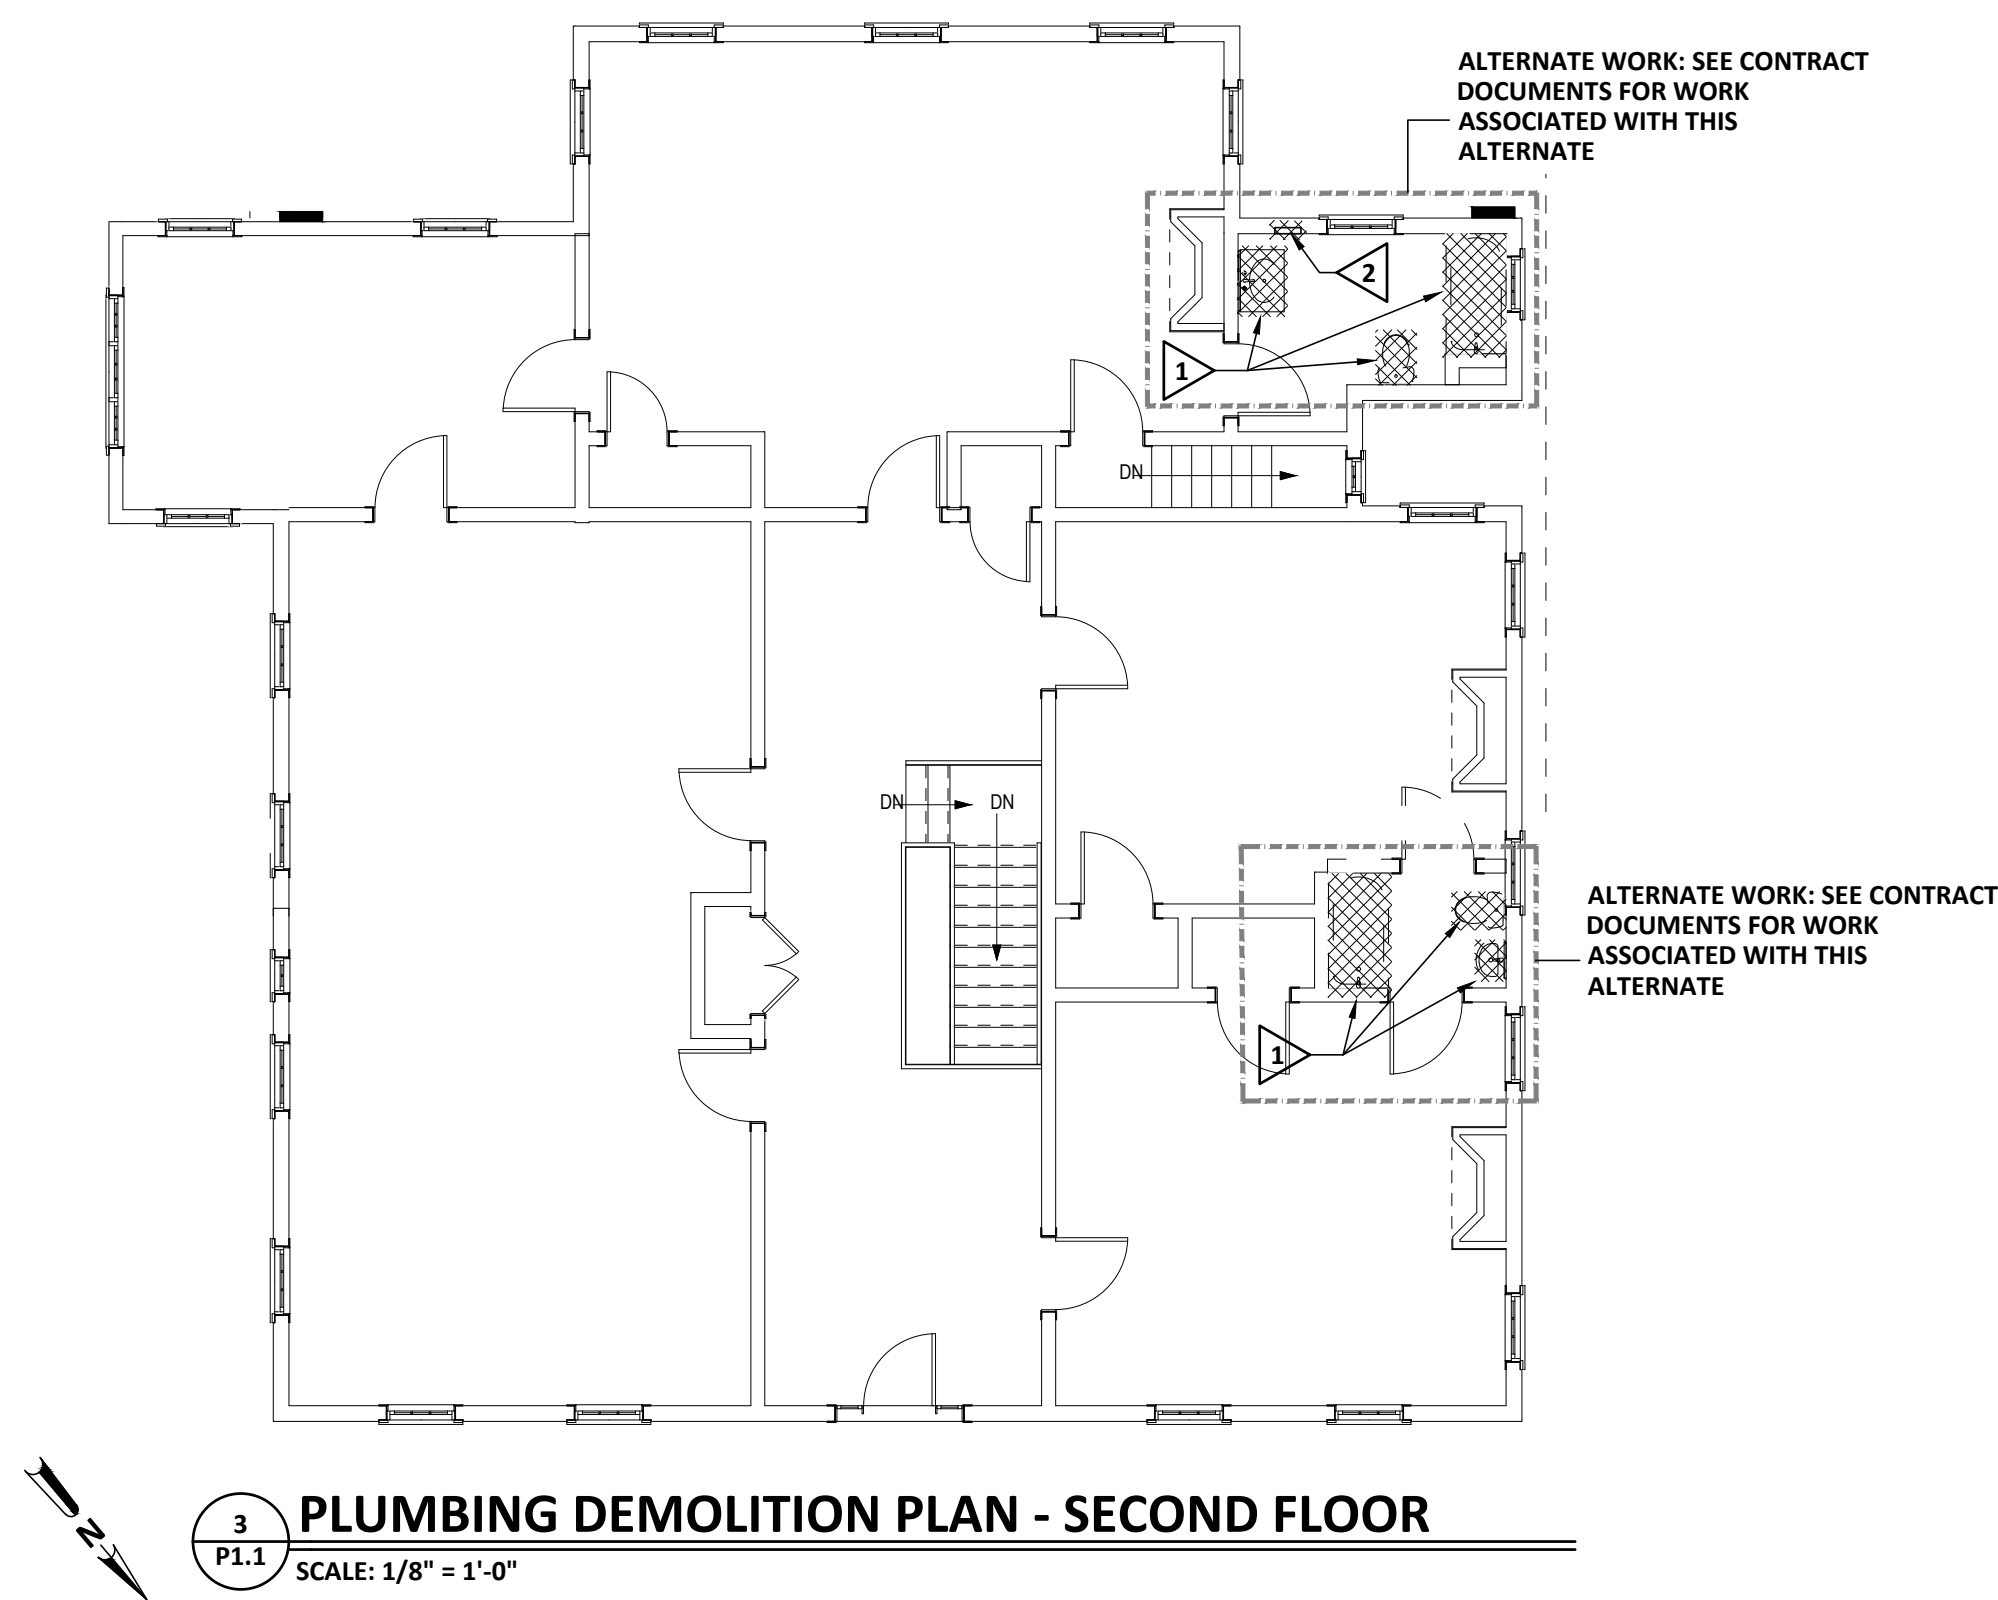 ALTERNATE WORK: SEE CONTRACT
DOCUMENTS FOR WORK
ASSOCIATED WITH THIS
ALTERNATE
2
1
DN
DN
DN
ALTERNATE WORK: SEE CONTRACT
DOCUMENTS FOR WORK
ASSOCIATED WITH THIS
ALTERNATE
1
N
3
P1.1
PLUMBING DEMOLITION PLAN - SECOND FLOOR
SCALE: 1/8" = 1'-0"